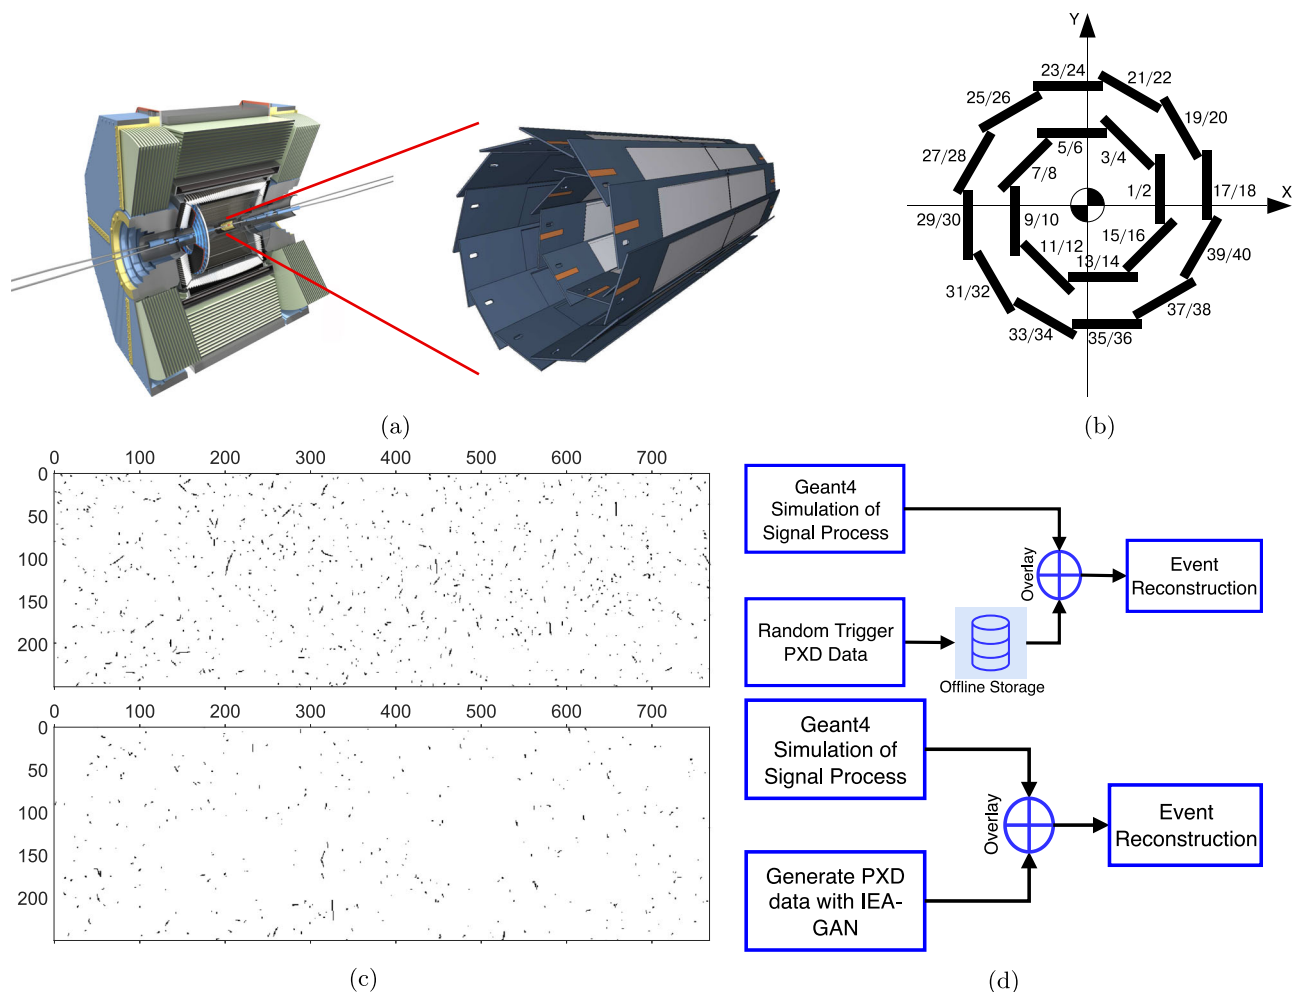 Y
23/24
21/22
25/26
19/20
5/6
3/4
27/28
7/8
1/2
17/18
X
29/30
9/10
15/16
11/12
13/14
39/40
31/32
37/38
33/34
35/36
(a)
(b)
0 100 200 300 400 500 600 700
0
50
100
150
200
0 100 200 300 400 500 600 700
0
50
100
150
200
(c)
Geant4
Simulation of
Signal Process
Overlay
Event
Reconstruction
Random Trigger
PXD Data
Offline Storage
Geant4
Simulation of
Signal Process
Overlay
Event
Reconstruction
Generate PXD
data with IEA-
GAN
(d)